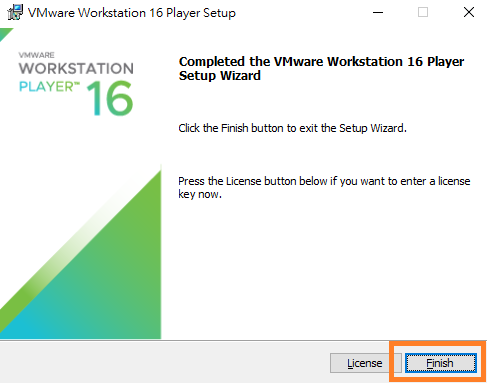 VMware Workstation 16 Player Setup
VMWARE
WORKSTATION
PLAYER™ 16
Completed the VMware Workstation 16 Player
Setup Wizard
Click the Finish button to exit the Setup Wizard.
Press the License button below if you want to enter a license
key now.
License
Finish